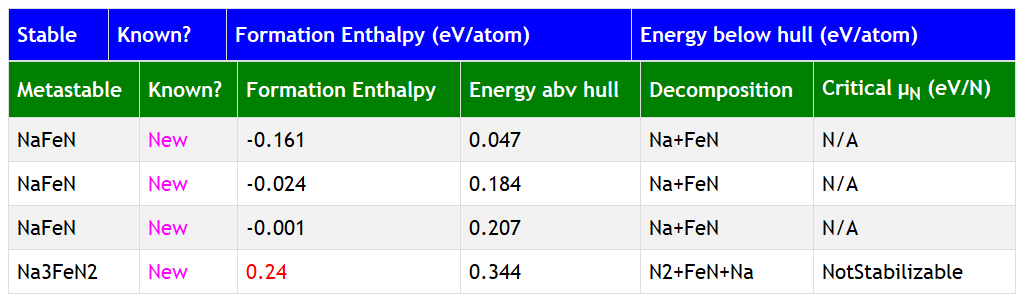 Stable Known? Formation Enthalpy (eV/atom) Energy below hull (eV/atom)
Metastable Known? Formation Enthalpy Energy abv hull Decomposition Critical μN (eV/N)
NaFeN New -0.161 0.047 Na+FeN N/A
NaFeN New -0.024 0.184 Na+FeN N/A
NaFeN New -0.001 0.207 Na+FeN N/A
Na3FeN2 New 0.24 0.344 N2+FeN+Na NotStabilizable